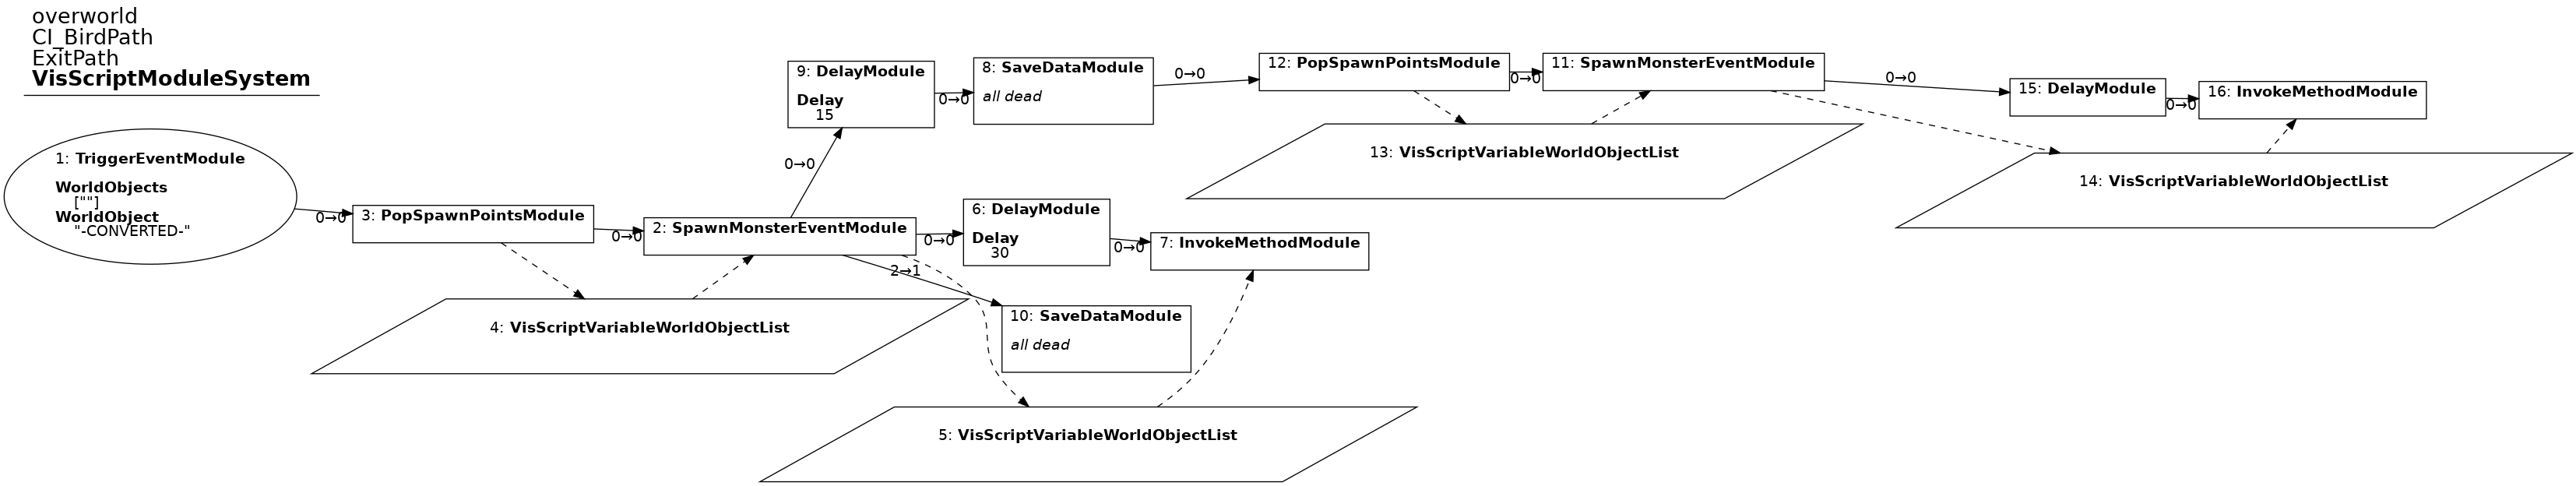 overworld
CI_BirdPath
ExitPath
VisScriptModuleSystem
1: TriggerEventModule
WorldObjects
[""]
WorldObject
"-CONVERTED-"
0→0
3: PopSpawnPointsModule
0→0
2: SpawnMonsterEventModule
0→0
9: DelayModule
Delay
15
0→0
8: SaveDataModule
all dead
0→0
12: PopSpawnPointsModule
0→0
11: SpawnMonsterEventModule
0→0
15: DelayModule
0→0
16: InvokeMethodModule
13: VisScriptVariableWorldObjectList
14: VisScriptVariableWorldObjectList
0→0
6: DelayModule
Delay
30
0→0
7: InvokeMethodModule
2→1
10: SaveDataModule
all dead
4: VisScriptVariableWorldObjectList
5: VisScriptVariableWorldObjectList